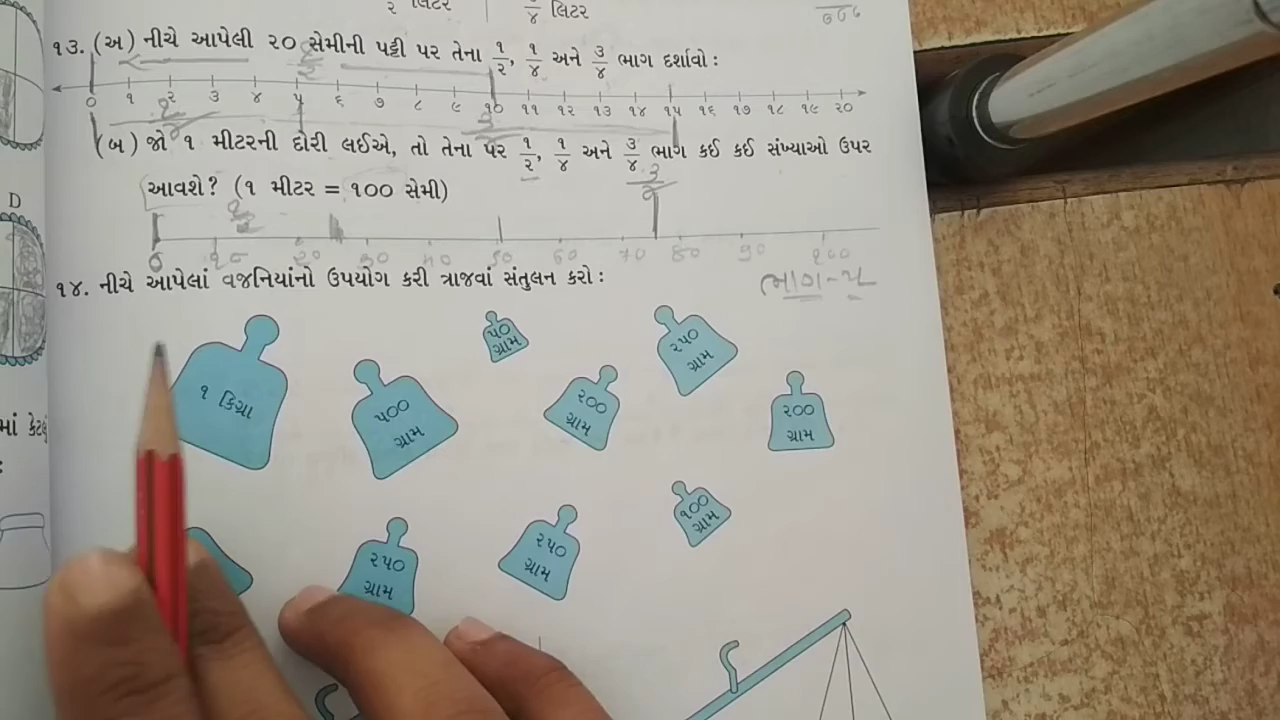 ૨ લિટર ૩/૪ લિટર
૧૩. (અ) નીચે આપેલી ૨૦ સેમીની પટ્ટી પર તેના ૧/૨, ૧/૪ અને ૩/૪ ભાગ દર્શાવો :
૦ ૧ ૨ ૩ ૪ ૫ ૬ ૭ ૮ ૯ ૧૦ ૧૧ ૧૨ ૧૩ ૧૪ ૧૫ ૧૬ ૧૭ ૧૮ ૧૯ ૨૦
(બ) જો ૧ મીટરની દોરી લઈએ, તો તેના પર ૧/૨, ૧/૪ અને ૩/૪ ભાગ કઈ કઈ સંખ્યાઓ ઉપર
આવશે? (૧ મીટર = ૧૦૦ સેમી)
૦ ૧૦ ૨૦ ૩૦ ૪૦ ૫૦ ૬૦ ૭૦ ૮૦ ૯૦ ૧૦૦
૧૪. નીચે આપેલાં વજનિયાંનો ઉપયોગ કરી ત્રાજવાં સંતુલન કરો :
ભાગ-૫
D
૧ કિગ્રા
૫૦૦
ગ્રામ
૫૦
ગ્રામ
૨૦૦
ગ્રામ
૨૫૦
ગ્રામ
૨૦૦
ગ્રામ
૧૦૦
ગ્રામ
૨૫૦
ગ્રામ
૨૫૦
ગ્રામ